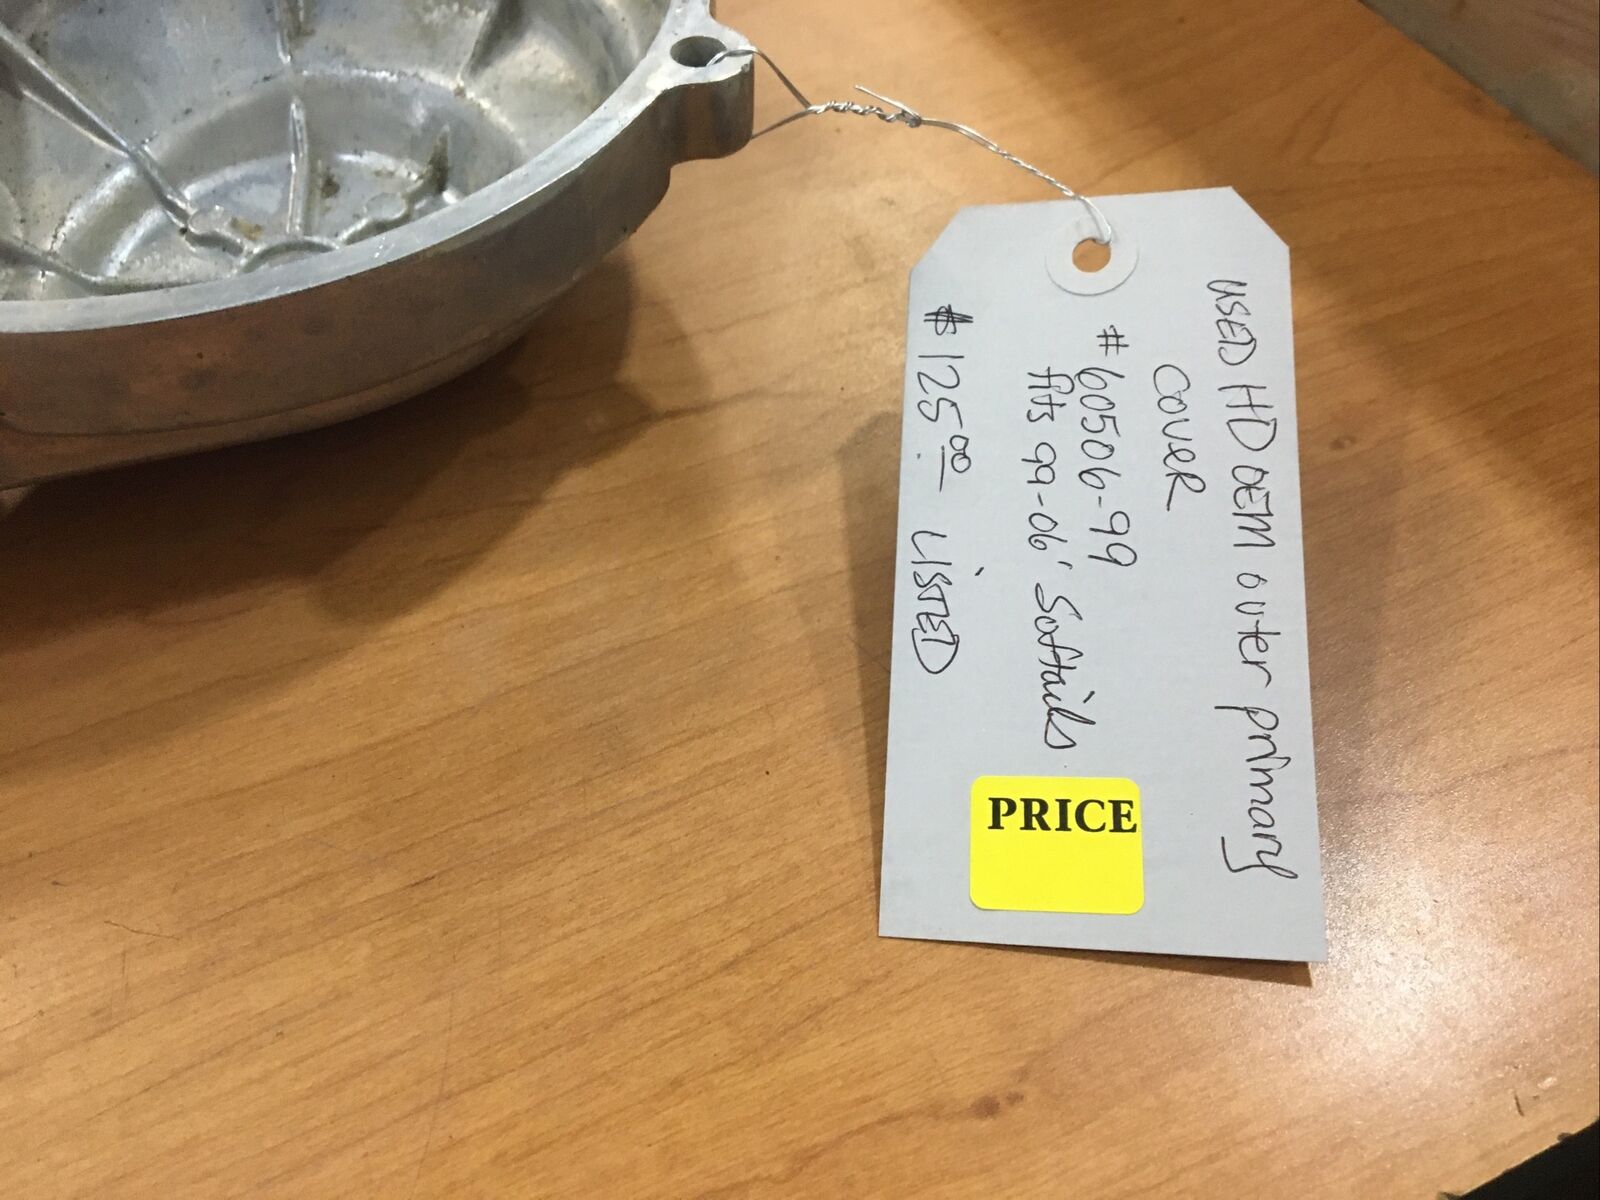 USED HD OEM outer primary
COVER
# 60506-99
fits 99-06' Softails
$125.00 LISTED
PRICE